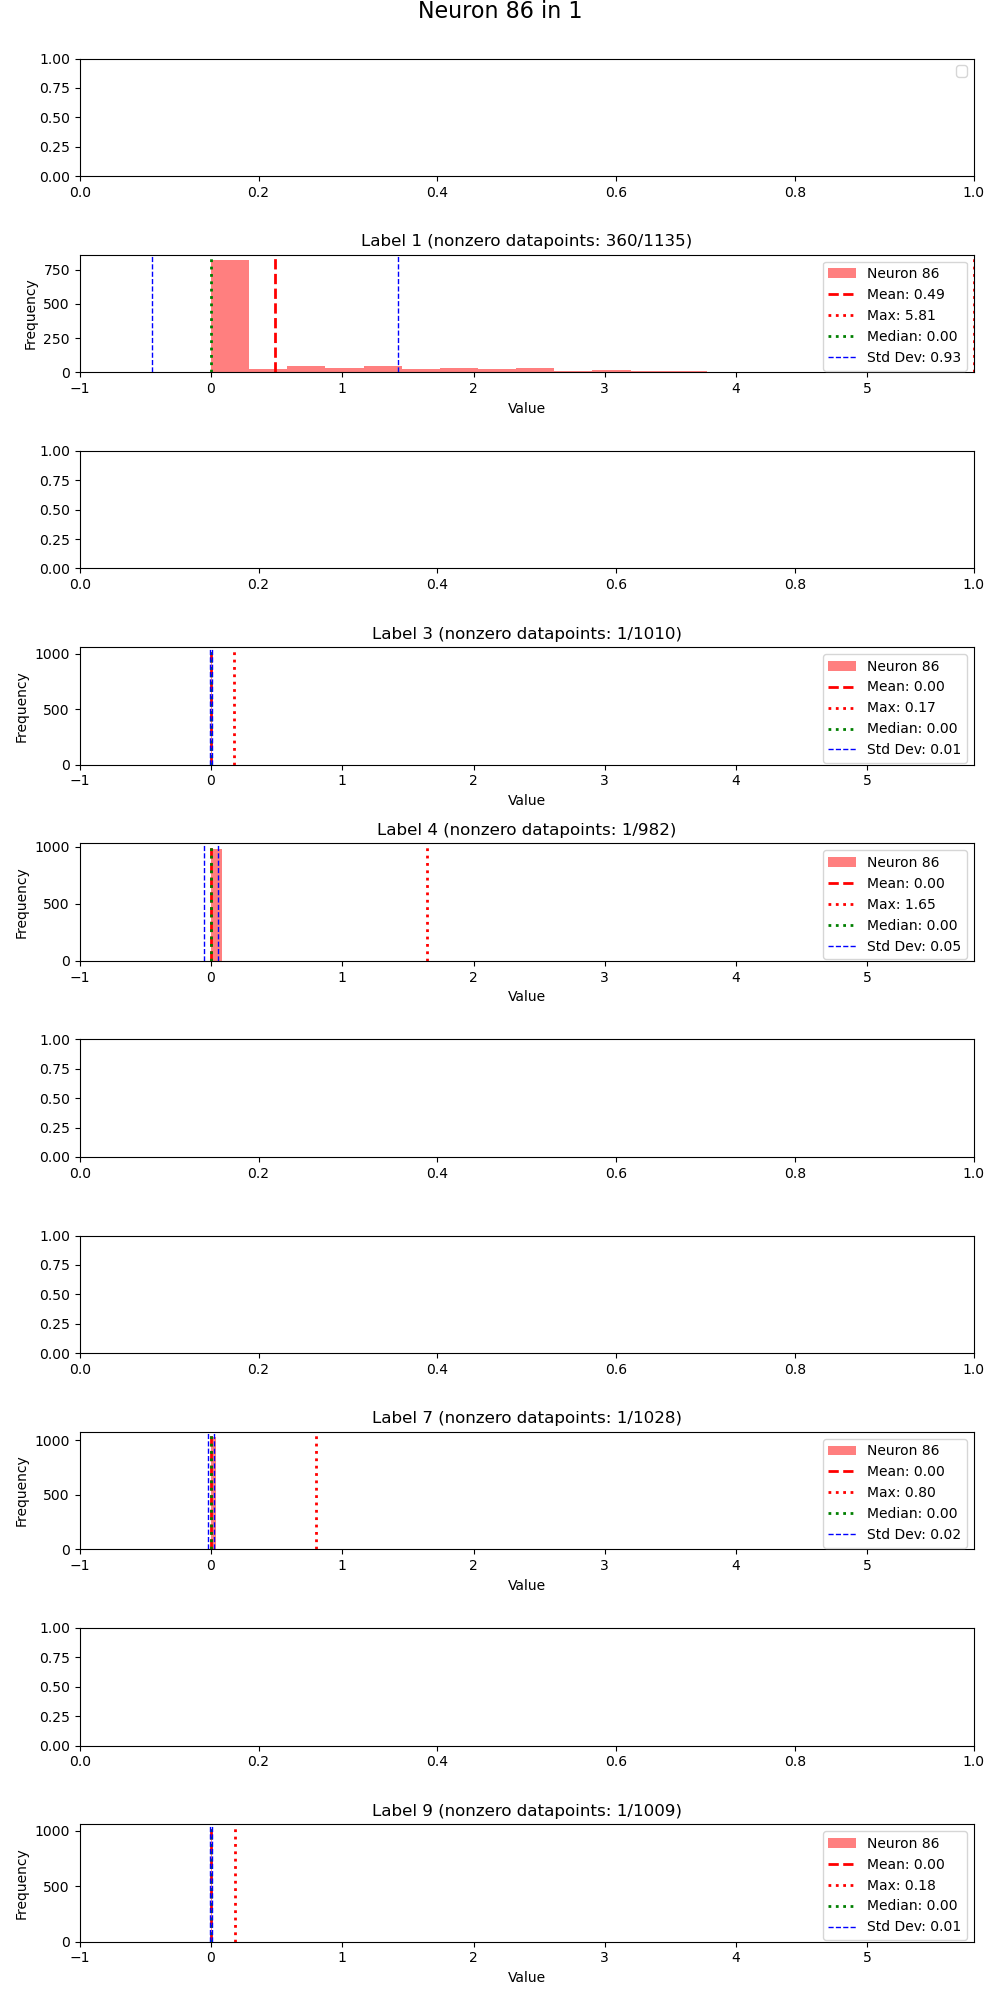 Neuron 86 in 1
1.00
0.75
0.50
0.25
0.00
0.0 0.2 0.4 0.6 0.8 1.0
Label 1 (nonzero datapoints: 360/1135)
Frequency
750
500
250
0
Neuron 86
Mean: 0.49
Max: 5.81
Median: 0.00
Std Dev: 0.93
−1 0 1 2 3 4 5
Value
1.00
0.75
0.50
0.25
0.00
0.0 0.2 0.4 0.6 0.8 1.0
Label 3 (nonzero datapoints: 1/1010)
Frequency
1000
500
0
Neuron 86
Mean: 0.00
Max: 0.17
Median: 0.00
Std Dev: 0.01
−1 0 1 2 3 4 5
Value
Label 4 (nonzero datapoints: 1/982)
Frequency
1000
500
0
Neuron 86
Mean: 0.00
Max: 1.65
Median: 0.00
Std Dev: 0.05
−1 0 1 2 3 4 5
Value
1.00
0.75
0.50
0.25
0.00
0.0 0.2 0.4 0.6 0.8 1.0
1.00
0.75
0.50
0.25
0.00
0.0 0.2 0.4 0.6 0.8 1.0
Label 7 (nonzero datapoints: 1/1028)
Frequency
1000
500
0
Neuron 86
Mean: 0.00
Max: 0.80
Median: 0.00
Std Dev: 0.02
−1 0 1 2 3 4 5
Value
1.00
0.75
0.50
0.25
0.00
0.0 0.2 0.4 0.6 0.8 1.0
Label 9 (nonzero datapoints: 1/1009)
Frequency
1000
500
0
Neuron 86
Mean: 0.00
Max: 0.18
Median: 0.00
Std Dev: 0.01
−1 0 1 2 3 4 5
Value